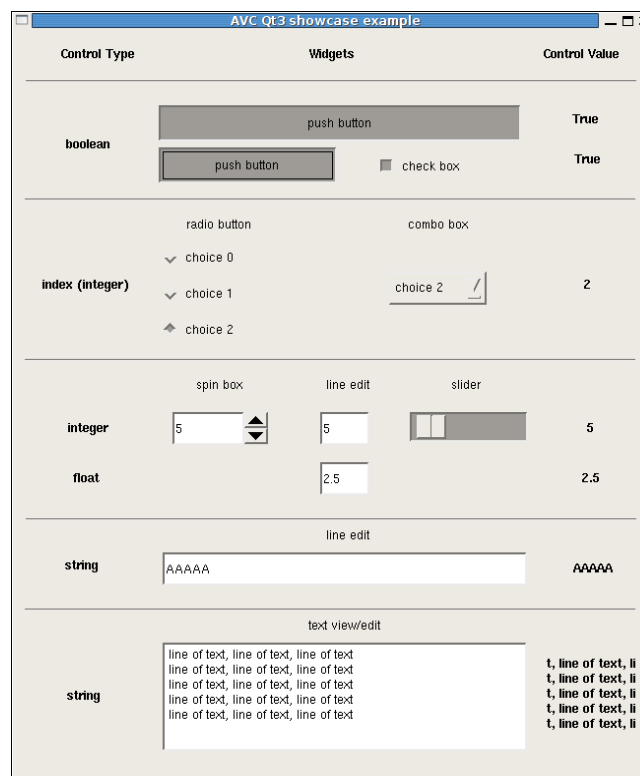 AVC Qt3 showcase example
Control Type Widgets Control Value
push button True
boolean
push button check box True
radio button combo box
choice 0
index (integer) choice 1 choice 2 2
choice 2
spin box line edit slider
integer 5 5 5
float 2.5 2.5
line edit
string AAAAA AAAAA
text view/edit
line of text, line of text, line of text
line of text, line of text, line of text
line of text, line of text, line of text
line of text, line of text, line of text
line of text, line of text, line of text
string
t, line of text, li
t, line of text, li
t, line of text, li
t, line of text, li
t, line of text, li